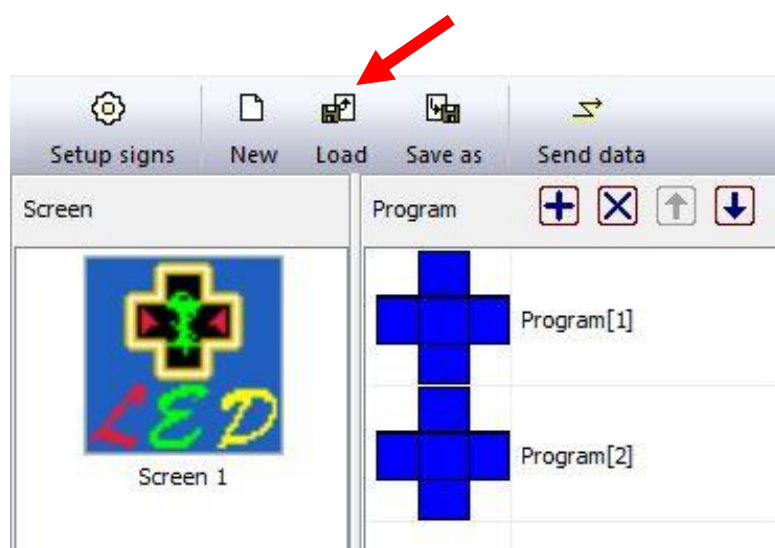 Setup signs New Load Save as Send data
Screen Program
LED
Screen 1
Program[1]
Program[2]